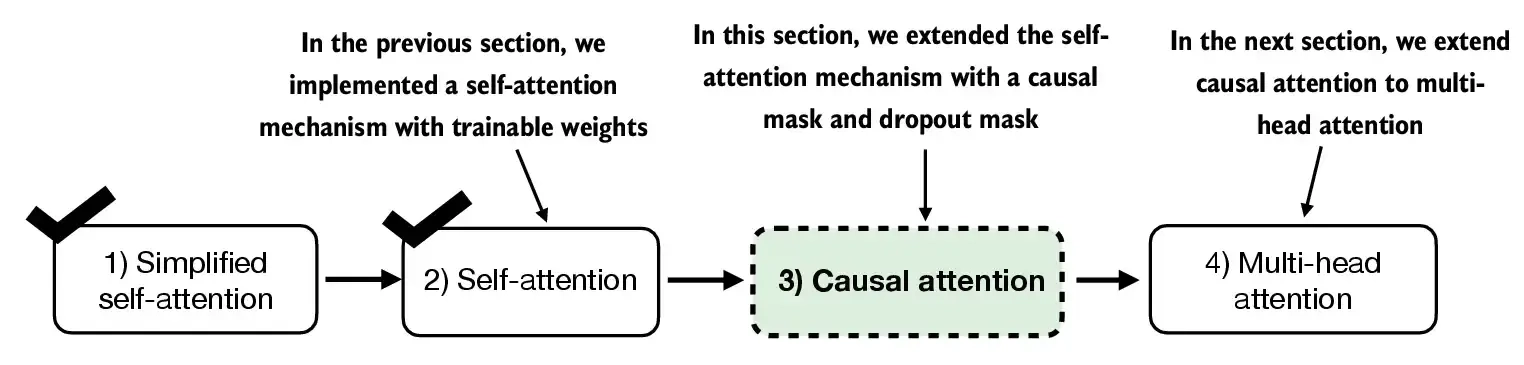 In the previous section, we
implemented a self-attention
mechanism with trainable weights
In this section, we extended the self-
attention mechanism with a causal
mask and dropout mask
In the next section, we extend
causal attention to multi-
head attention
1) Simplified
self-attention
2) Self-attention
3) Causal attention
4) Multi-head
attention